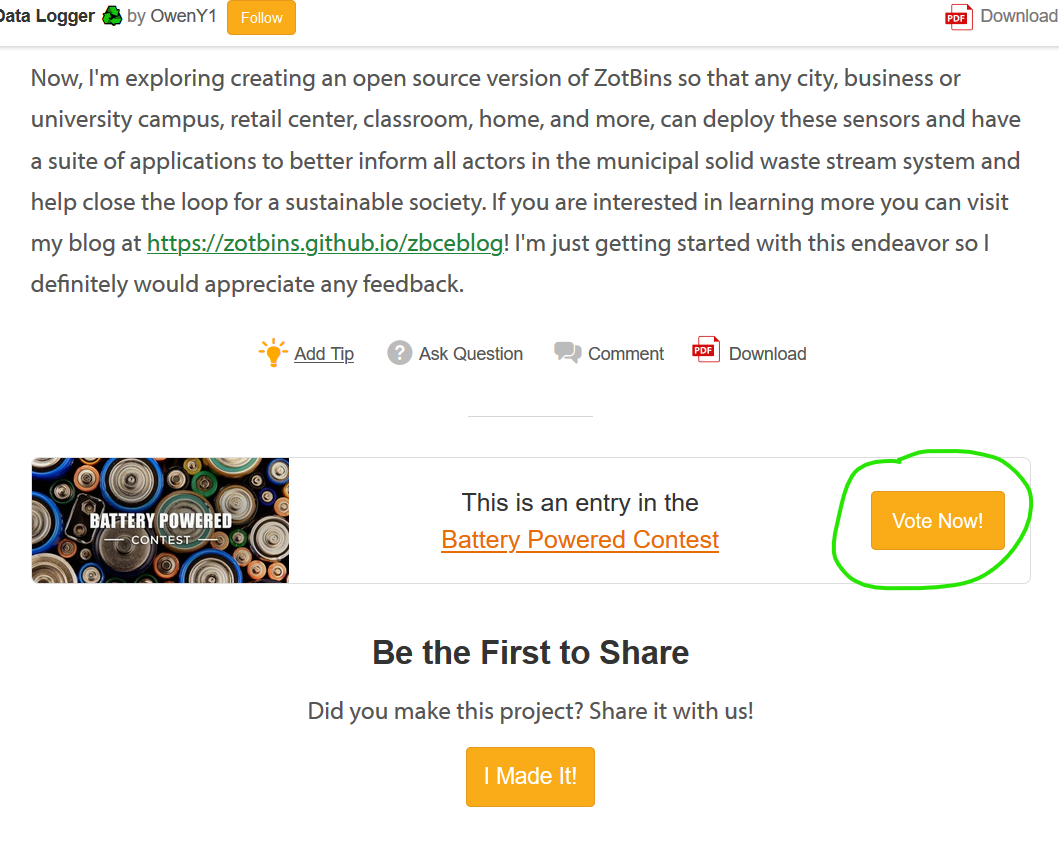 Data Logger by OwenY1 Follow PDF Download
Now, I'm exploring creating an open source version of ZotBins so that any city, business or
university campus, retail center, classroom, home, and more, can deploy these sensors and have
a suite of applications to better inform all actors in the municipal solid waste stream system and
help close the loop for a sustainable society. If you are interested in learning more you can visit
my blog at https://zotbins.github.io/zbceblog! I'm just getting started with this endeavor so I
definitely would appreciate any feedback.
Add Tip ? Ask Question Comment PDF Download
BATTERY POWERED
CONTEST
This is an entry in the
Battery Powered Contest
Vote Now!
Be the First to Share
Did you make this project? Share it with us!
I Made It!